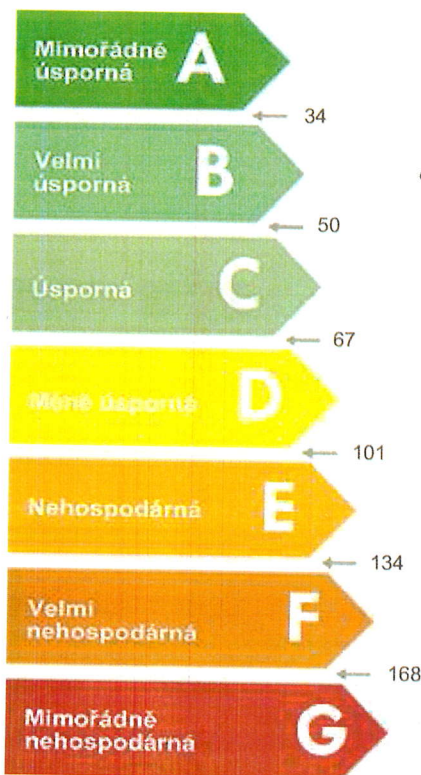 Mimořádně
úsporná
A
34
Velmi
úsporná
B
50
Úsporná
C
67
Méně úsporná
D
101
Nehospodárná
E
134
Velmi
nehospodárná
F
168
Mimořádně
nehospodárná
G